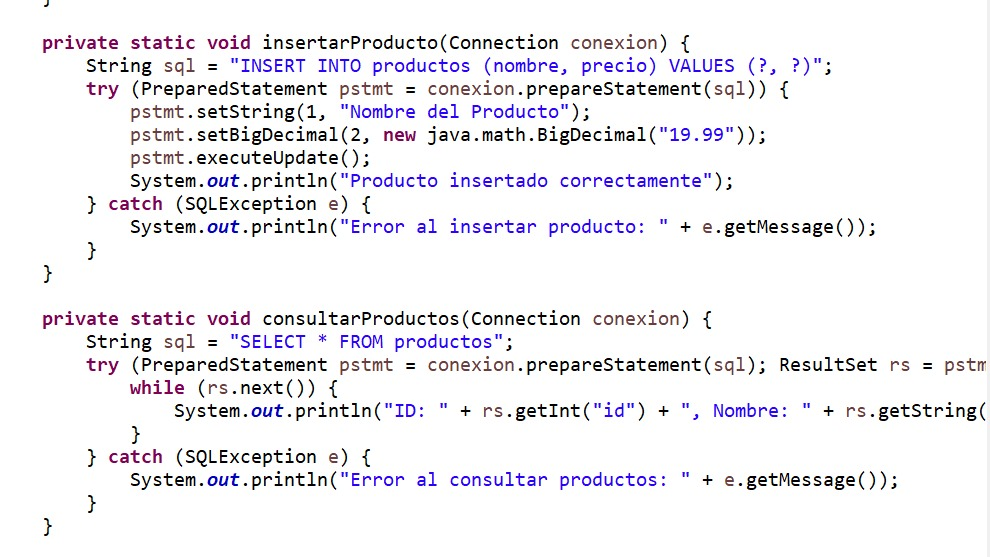 }
private static void insertarProducto(Connection conexion) {
String sql = "INSERT INTO productos (nombre, precio) VALUES (?, ?)";
try (PreparedStatement pstmt = conexion.prepareStatement(sql)) {
pstmt.setString(1, "Nombre del Producto");
pstmt.setBigDecimal(2, new java.math.BigDecimal("19.99"));
pstmt.executeUpdate();
System.out.println("Producto insertado correctamente");
} catch (SQLException e) {
System.out.println("Error al insertar producto: " + e.getMessage());
}
}
private static void consultarProductos(Connection conexion) {
String sql = "SELECT * FROM productos";
try (PreparedStatement pstmt = conexion.prepareStatement(sql); ResultSet rs = pstm
while (rs.next()) {
System.out.println("ID: " + rs.getInt("id") + ", Nombre: " + rs.getString(
}
} catch (SQLException e) {
System.out.println("Error al consultar productos: " + e.getMessage());
}
}